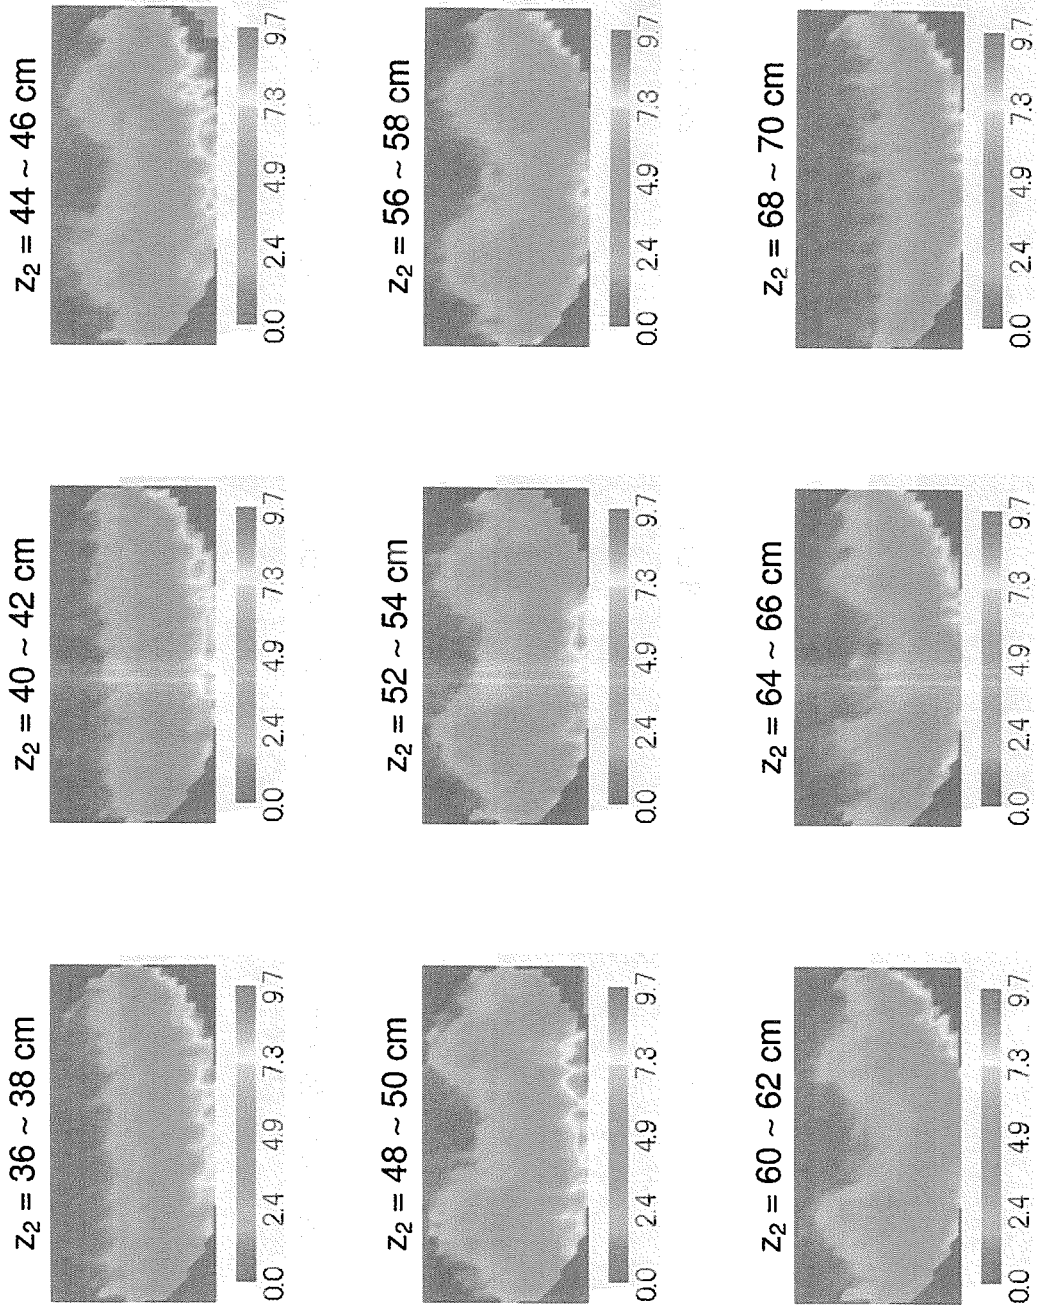 z₂ = 36 ~ 38 cm
0.0 2.4 4.9 7.3 9.7
z₂ = 40 ~ 42 cm
0.0 2.4 4.9 7.3 9.7
z₂ = 44 ~ 46 cm
0.0 2.4 4.9 7.3 9.7
z₂ = 48 ~ 50 cm
0.0 2.4 4.9 7.3 9.7
z₂ = 52 ~ 54 cm
0.0 2.4 4.9 7.3 9.7
z₂ = 56 ~ 58 cm
0.0 2.4 4.9 7.3 9.7
z₂ = 60 ~ 62 cm
0.0 2.4 4.9 7.3 9.7
z₂ = 64 ~ 66 cm
0.0 2.4 4.9 7.3 9.7
z₂ = 68 ~ 70 cm
0.0 2.4 4.9 7.3 9.7